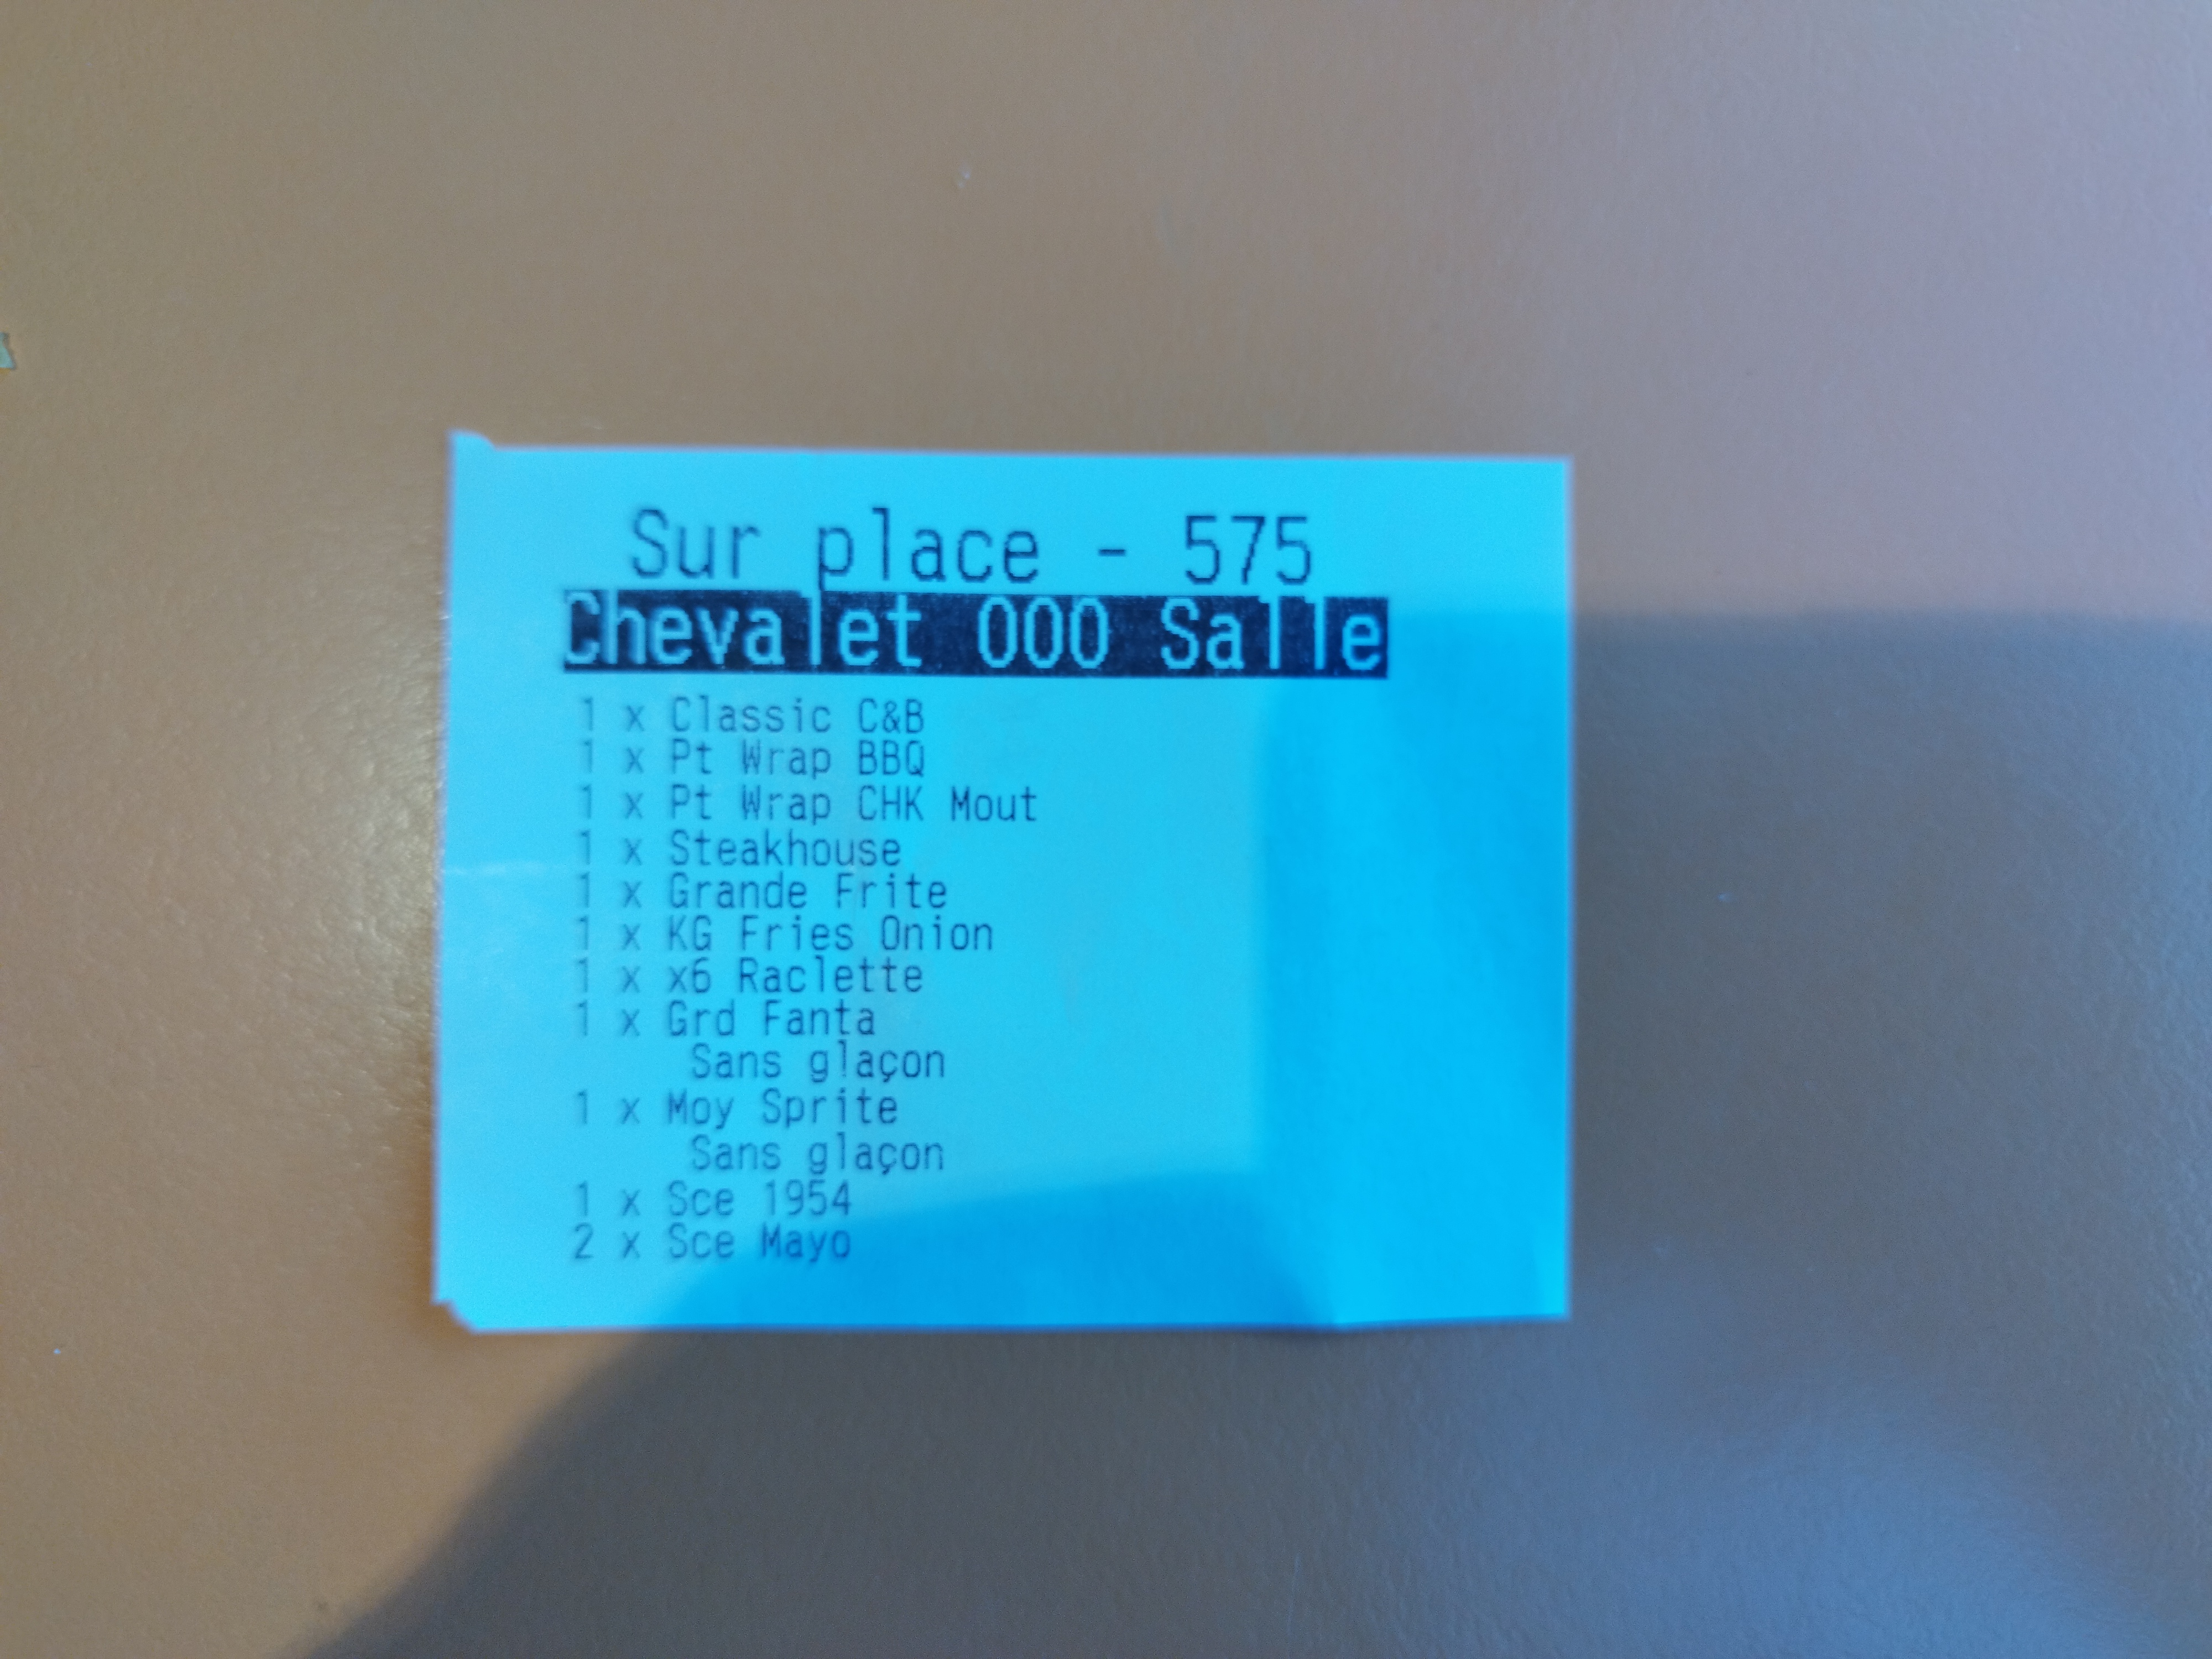 Sur place - 575
Chevalet 000 Salle
1 x Classic C&B
1 x Pt Wrap BBQ
1 x Pt Wrap CHK Mout
1 x Steakhouse
1 x Grande Frite
1 x KG Fries Onion
1 x x6 Raclette
1 x Grd Fanta
Sans glaçon
1 x Moy Sprite
Sans glaçon
1 x Sce 1954
2 x Sce Mayo